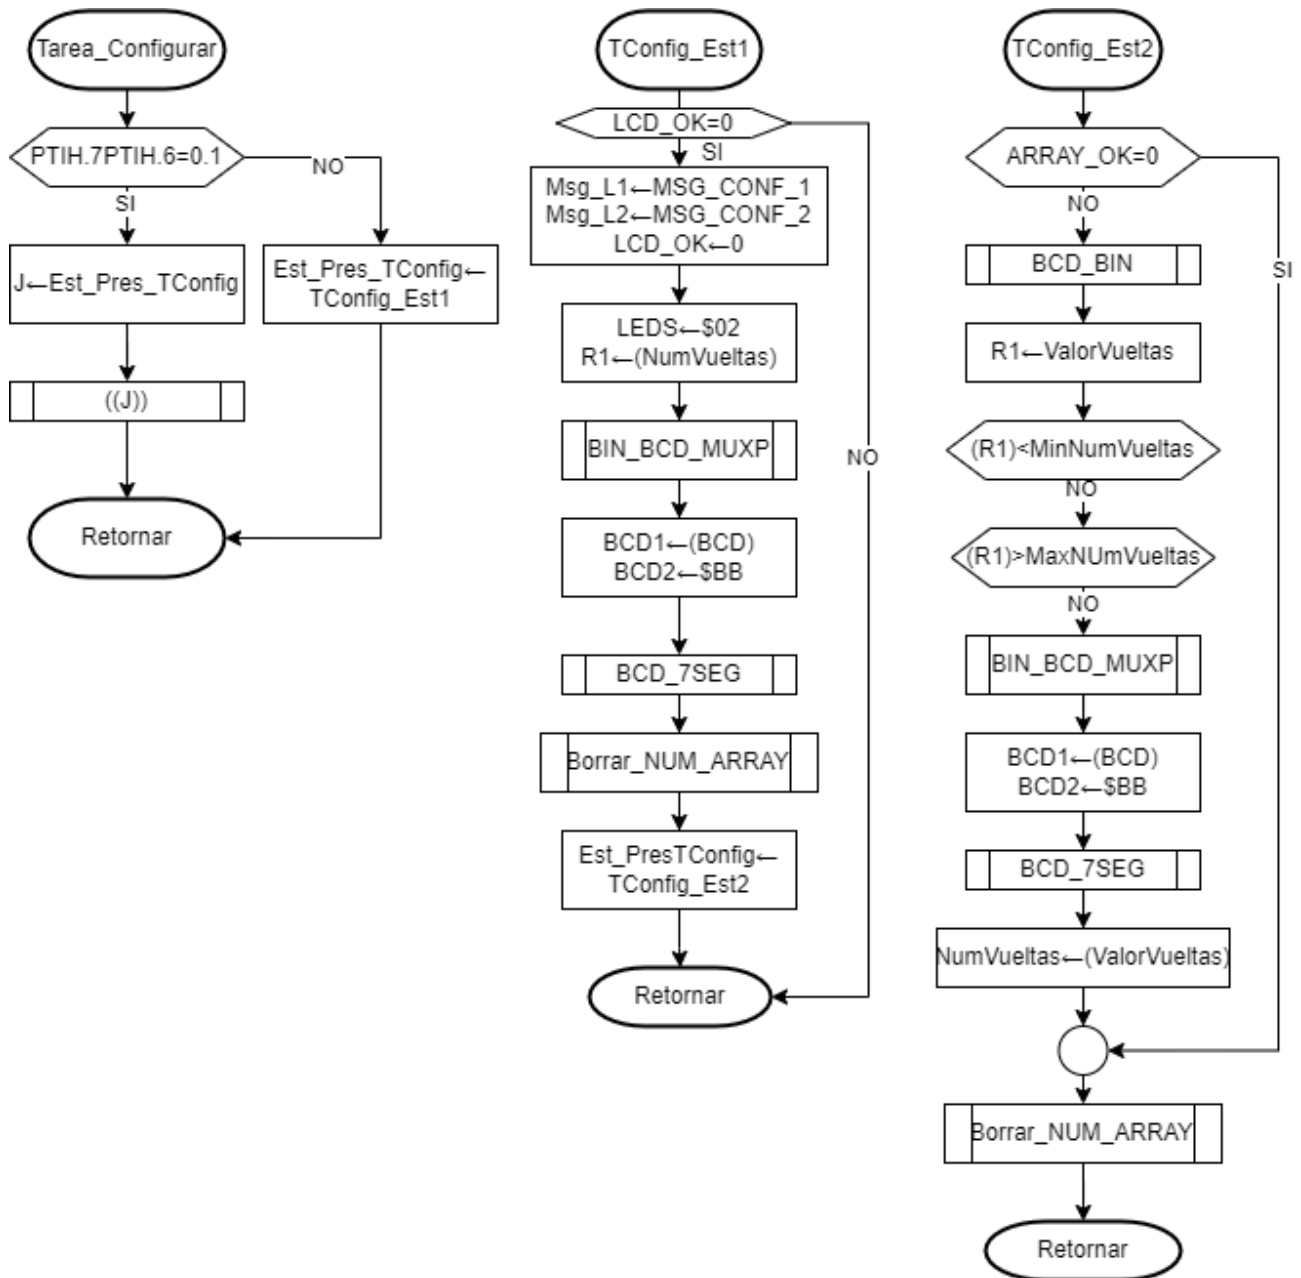 Tarea_Configurar
PTIH.7PTIH.6=0.1
NO
SI
J←Est_Pres_TConfig
Est_Pres_TConfig←
TConfig_Est1
((J))
Retornar
TConfig_Est1
LCD_OK=0
SI
Msg_L1←MSG_CONF_1
Msg_L2←MSG_CONF_2
LCD_OK←0
LEDS←$02
R1←(NumVueltas)
BIN_BCD_MUXP
NO
BCD1←(BCD)
BCD2←$BB
BCD_7SEG
Borrar_NUM_ARRAY
Est_PresTConfig←
TConfig_Est2
Retornar
TConfig_Est2
ARRAY_OK=0
NO
SI
BCD_BIN
R1←ValorVueltas
(R1)<MinNumVueltas
NO
(R1)>MaxNUmVueltas
NO
BIN_BCD_MUXP
BCD1←(BCD)
BCD2←$BB
BCD_7SEG
NumVueltas←(ValorVueltas)
Borrar_NUM_ARRAY
Retornar